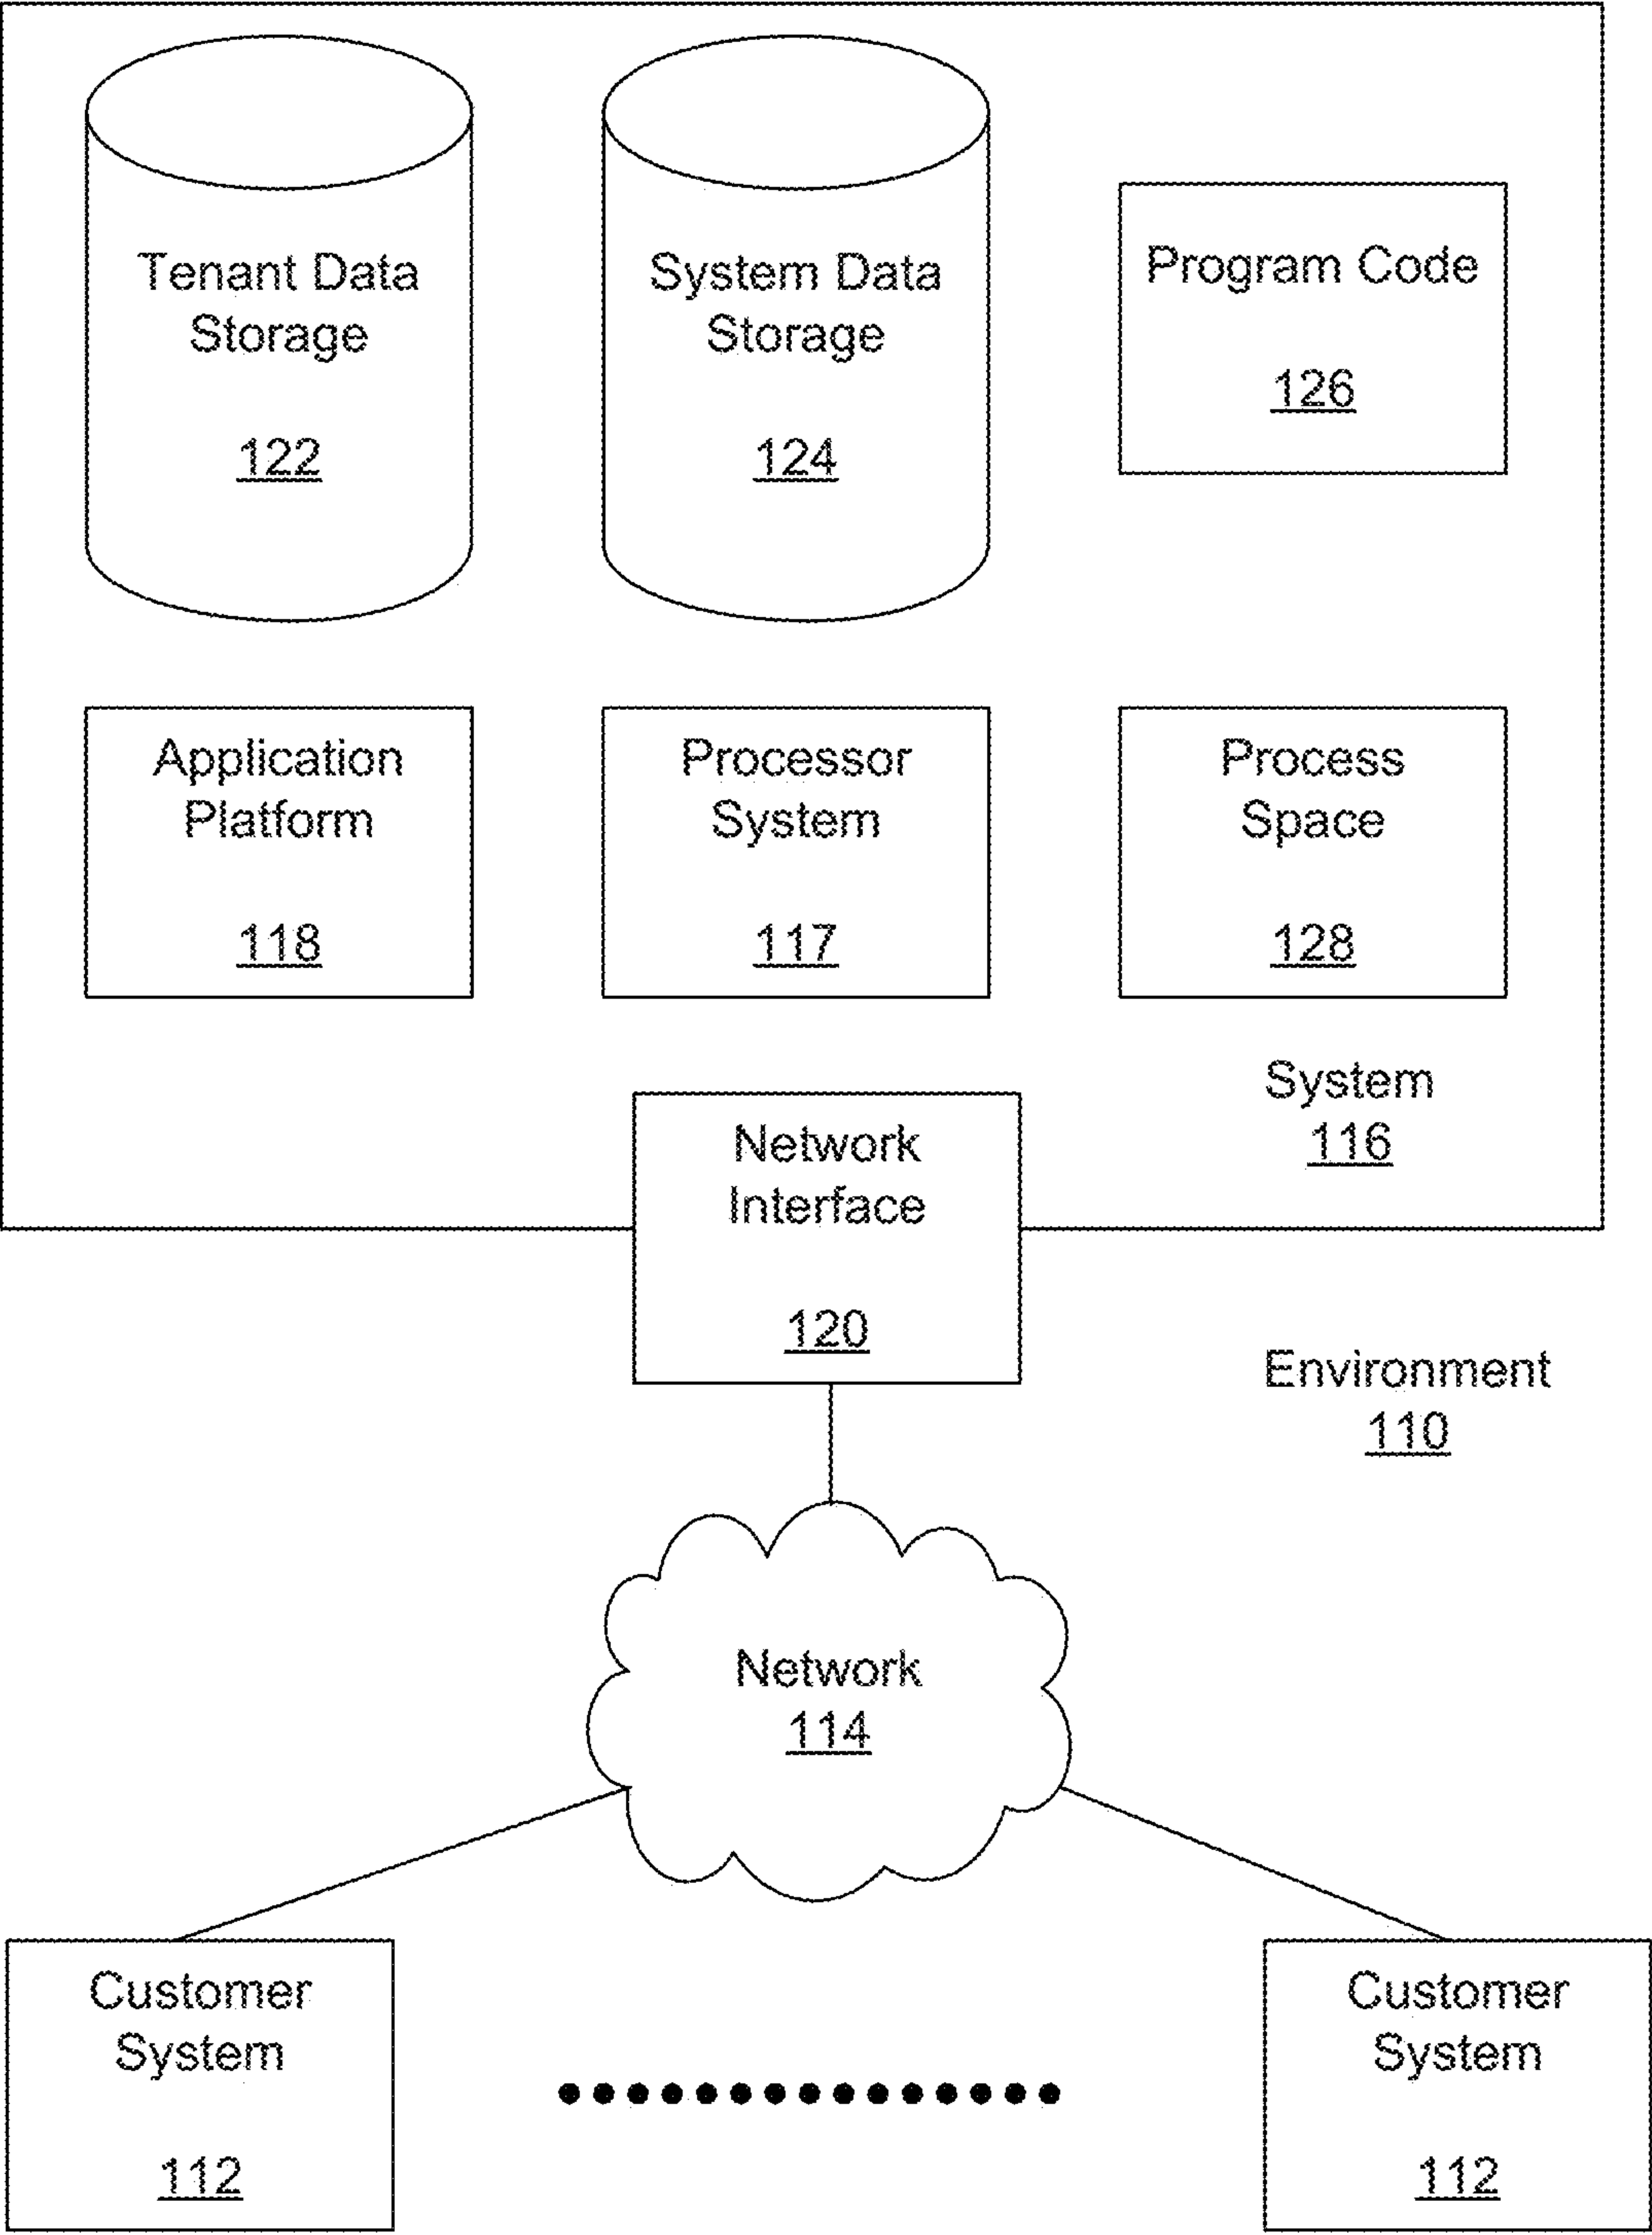 Tenant Data
Storage
122
System Data
Storage
124
Program Code
126
Application
Platform
118
Processor
System
117
Process
Space
128
System
116
Network
Interface
120
Environment
110
Network
114
Customer
System
112
Customer
System
112